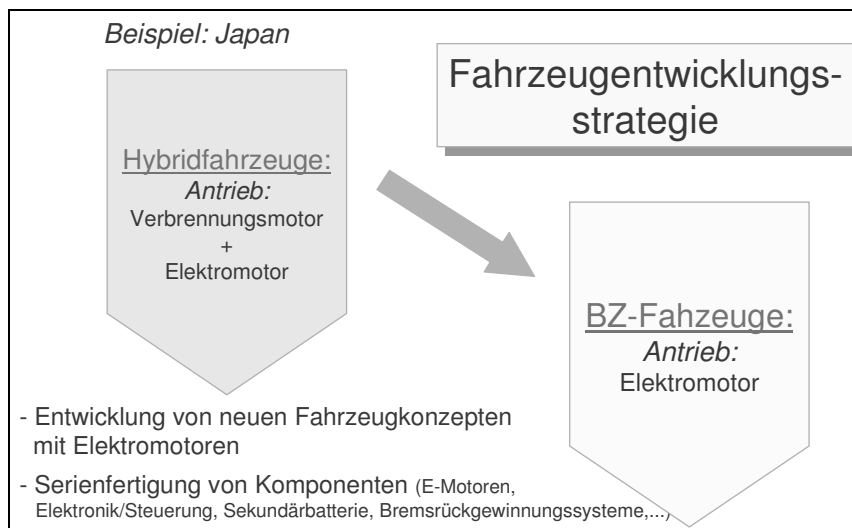 Beispiel: Japan
Fahrzeugentwicklungs-
strategie
Hybridfahrzeuge:
Antrieb:
Verbrennungsmotor
+
Elektromotor
BZ-Fahzeuge:
Antrieb:
Elektromotor
- Entwicklung von neuen Fahrzeugkonzepten
mit Elektromotoren
- Serienfertigung von Komponenten (E-Motoren,
Elektronik/Steuerung, Sekundärbatterie, Bremsrückgewinnungssysteme,...)